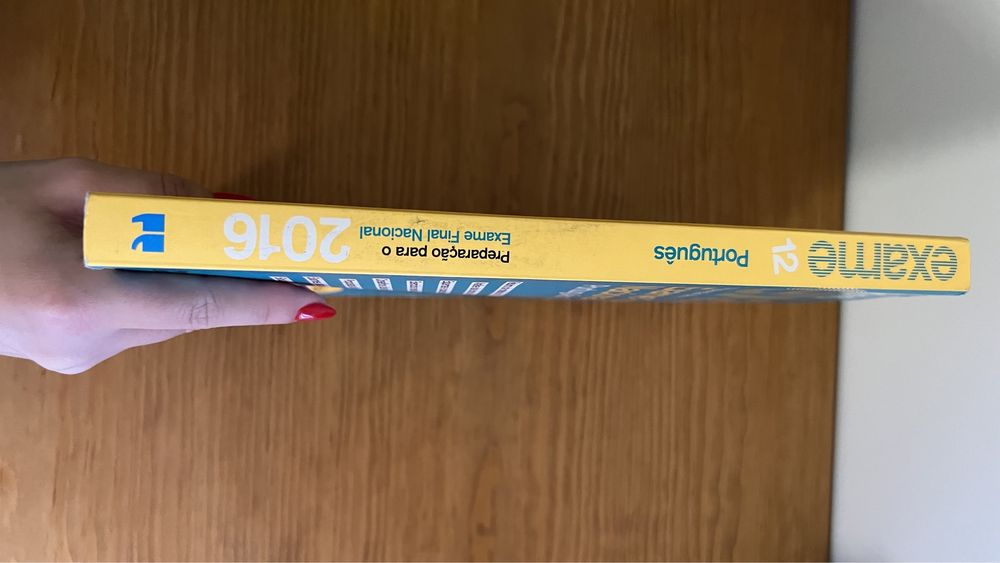 exame
12
Português
Preparação para o
Exame Final Nacional
2016